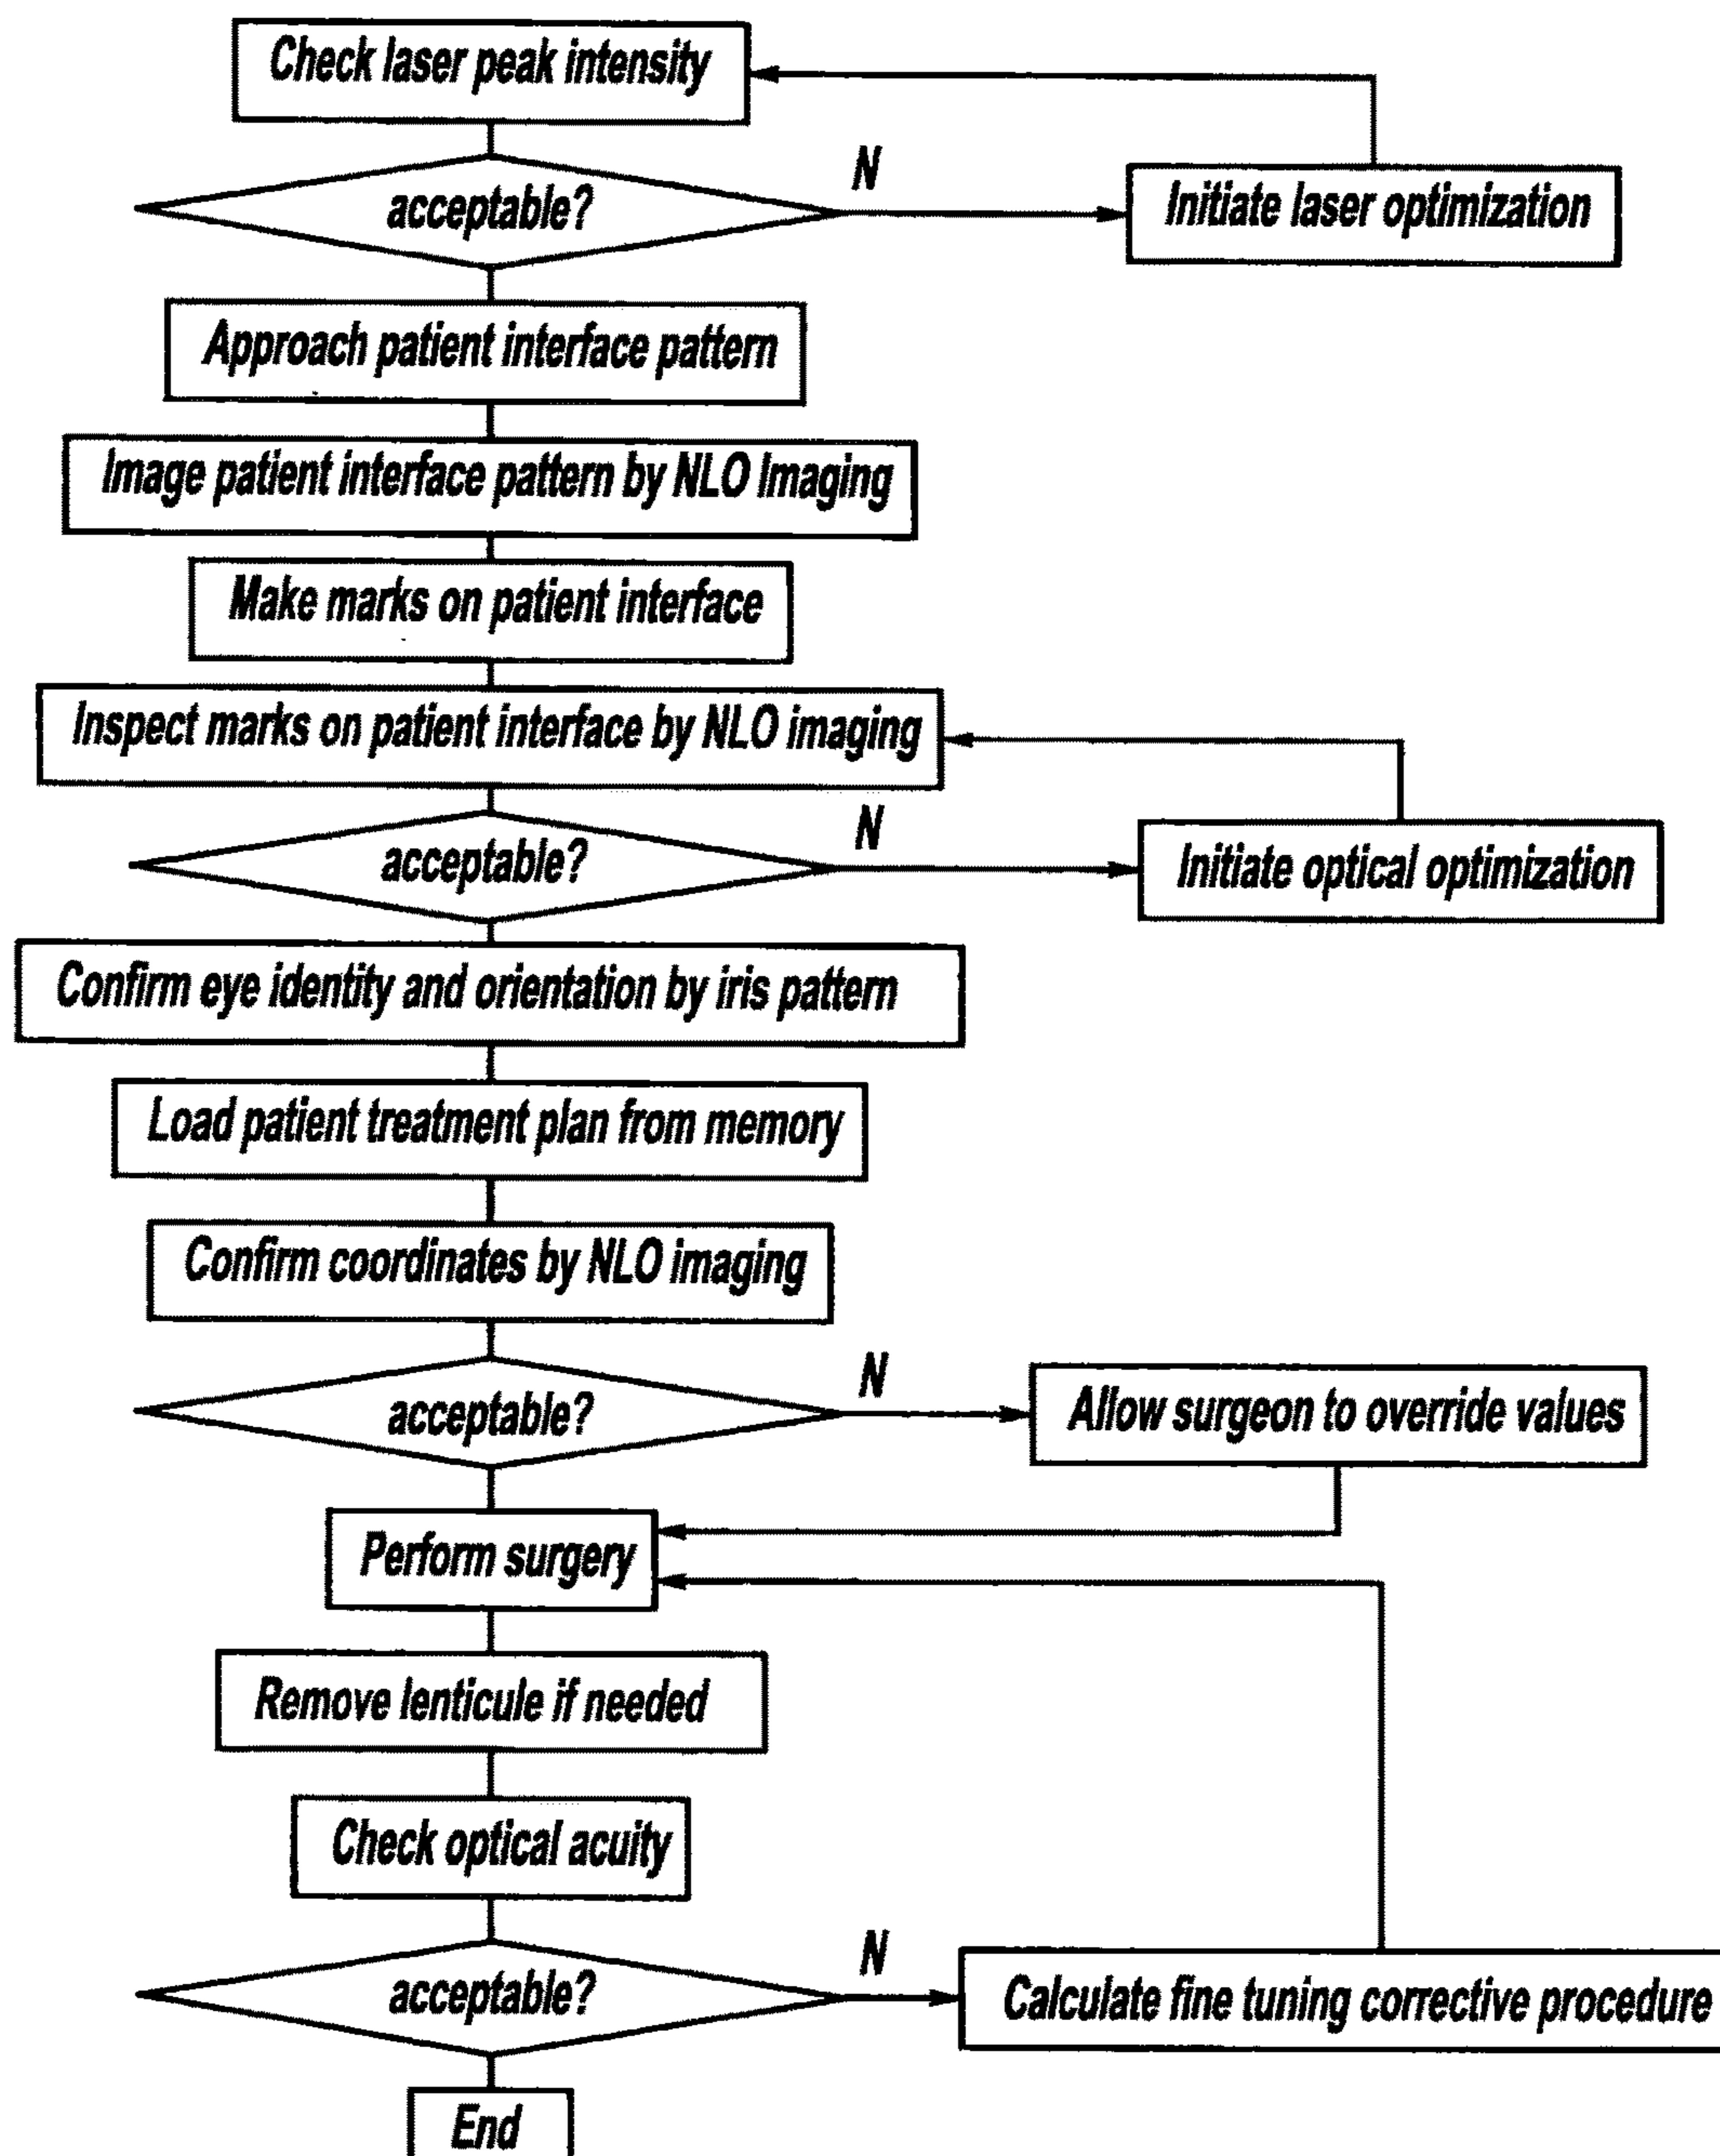 Check laser peak intensity
acceptable?
N
Initiate laser optimization
Approach patient interface pattern
Image patient interface pattern by NLO Imaging
Make marks on patient interface
Inspect marks on patient interface by NLO imaging
acceptable?
N
Initiate optical optimization
Confirm eye identity and orientation by iris pattern
Load patient treatment plan from memory
Confirm coordinates by NLO imaging
acceptable?
N
Allow surgeon to override values
Perform surgery
Remove lenticule if needed
Check optical acuity
acceptable?
N
Calculate fine tuning corrective procedure
End